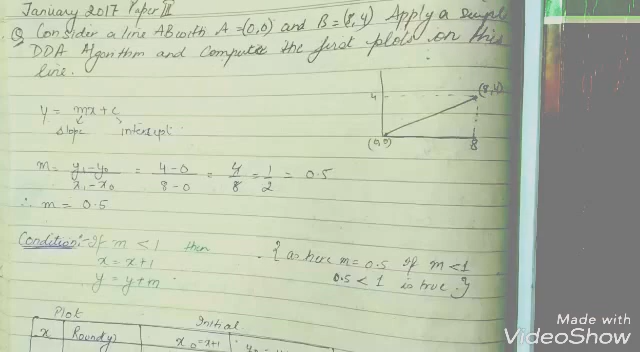 January 2017 Paper III
Q Consider a line AB with A = (0,0) and B = (8,4) Apply a simple
DDA Algorithm and compute the first plots on this
line.
y = mx + c
slope intercept
4
(8,4)
(0,0) 8
m = y₁-y₀ / x₁-x₀ = 4-0 / 8-0 = 4/8 = 1/2 = 0.5
∴ m = 0.5
Condition:- If m < 1 then
x = x+1
y = y+m
{ as here m = 0.5 if m<1
0.5 < 1 is true.}
Plot Initial
x Round(y) x₀ = x+1
Made with
VideoShow